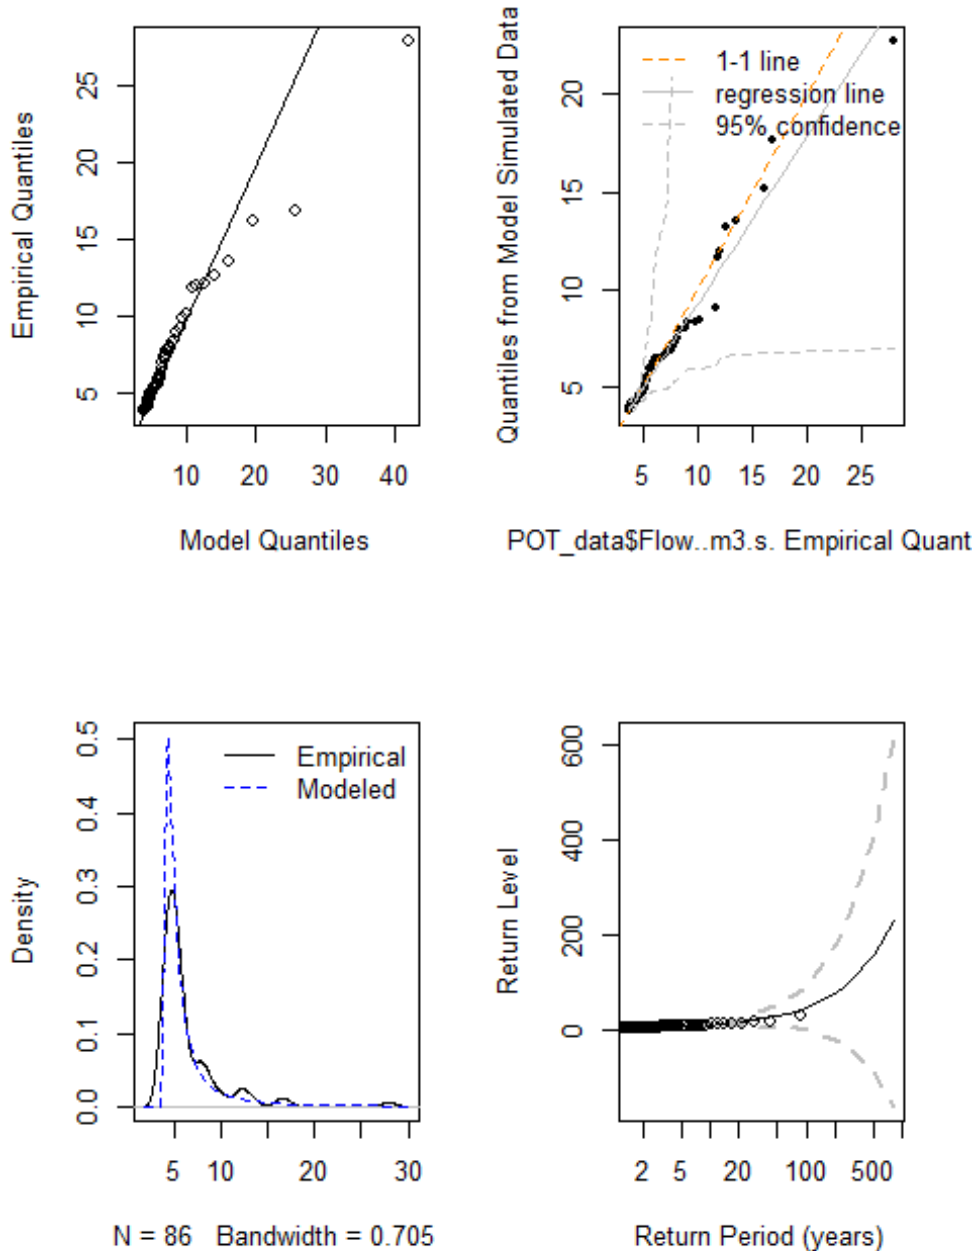 Empirical Quantiles
25
20
15
10
5
10 20 30 40
Model Quantiles
Quantiles from Model Simulated Data
20
15
10
5
1-1 line
regression line
95% confidence
5 10 15 20 25
POT_data$Flow..m3.s. Empirical Quant
Density
0.5
0.4
0.3
0.2
0.1
0.0
Empirical
Modeled
5 10 20 30
N = 86 Bandwidth = 0.705
Return Level
600
400
200
0
2 5 20 100 500
Return Period (years)